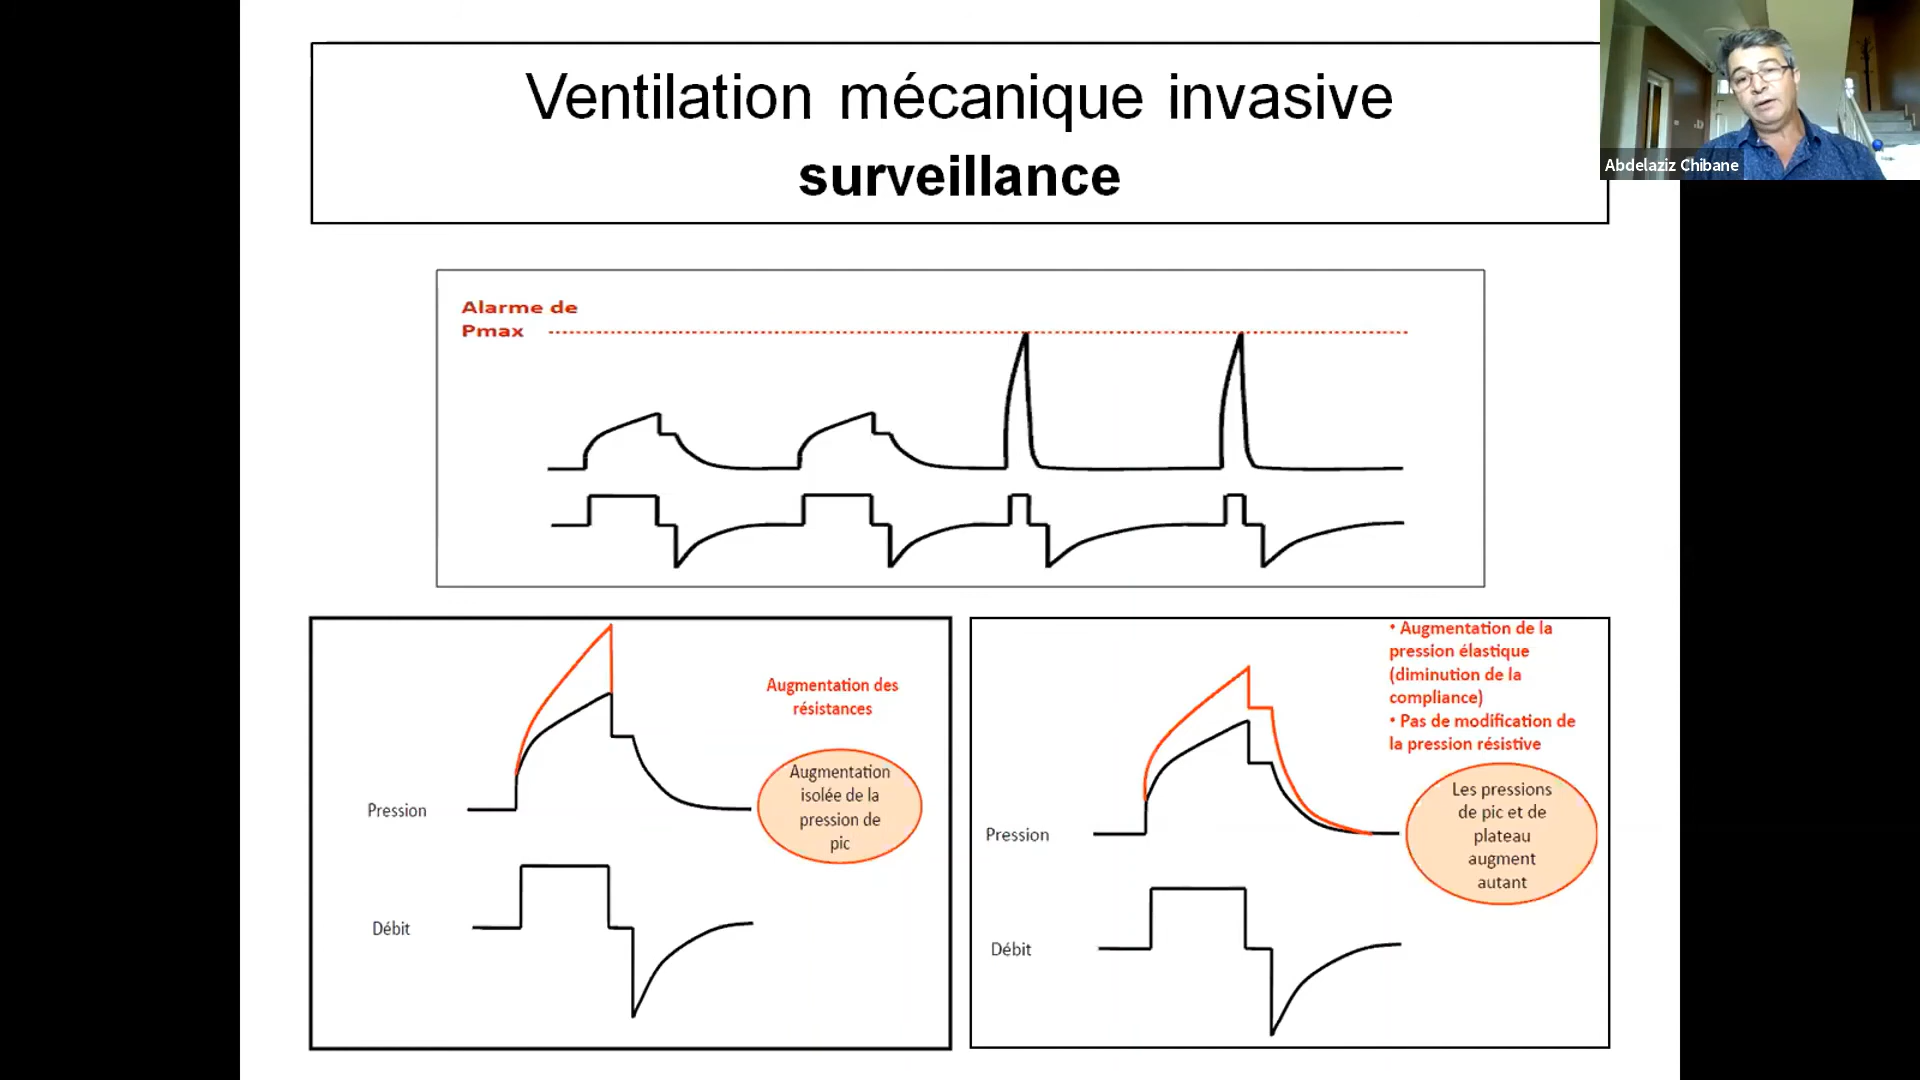 Ventilation mécanique invasive
surveillance
Abdelaziz Chibane
Alarme de
Pmax
Augmentation des
résistances
Augmentation
isolée de la
pression de
pic
Pression
Débit
• Augmentation de la
pression élastique
(diminution de la
compliance)
• Pas de modification de
la pression résistive
Les pressions
de pic et de
plateau
augment
autant
Pression
Débit